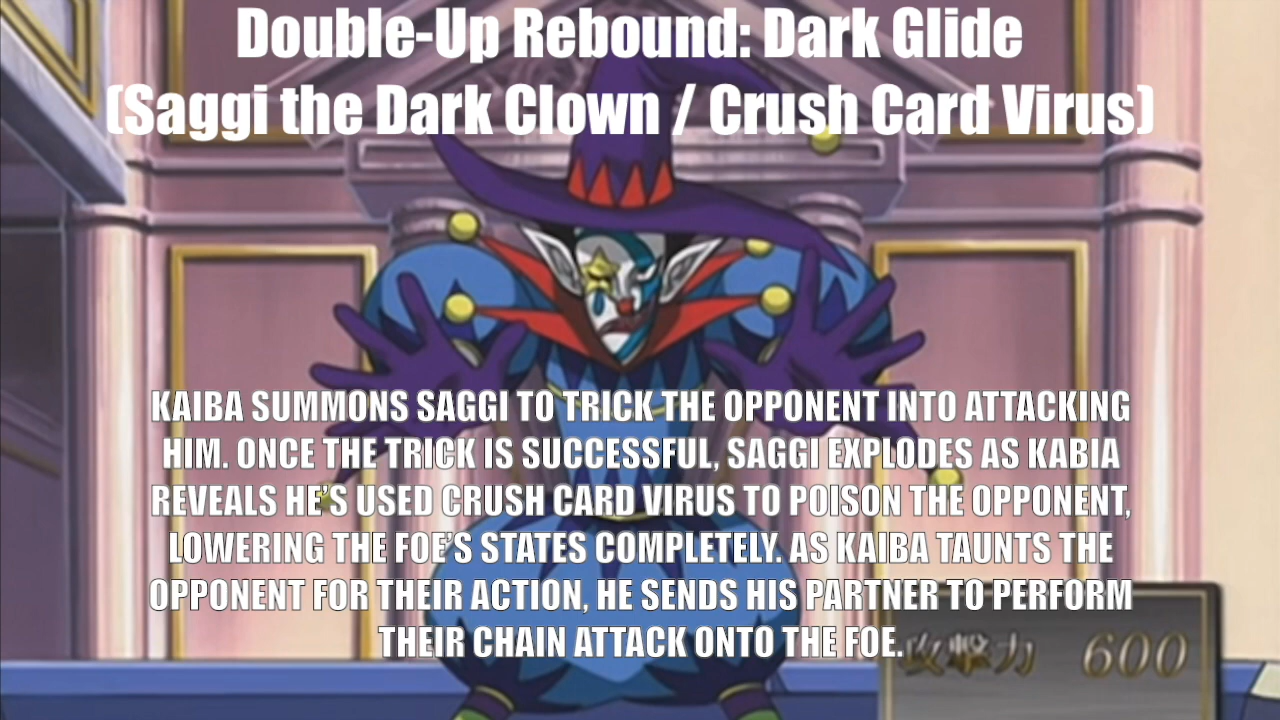 Double-Up Rebound: Dark Glide
(Saggi the Dark Clown / Crush Card Virus)
KAIBA SUMMONS SAGGI TO TRICK THE OPPONENT INTO ATTACKING
HIM. ONCE THE TRICK IS SUCCESSFUL, SAGGI EXPLODES AS KABIA
REVEALS HE'S USED CRUSH CARD VIRUS TO POISON THE OPPONENT,
LOWERING THE FOE'S STATES COMPLETELY. AS KAIBA TAUNTS THE
OPPONENT FOR THEIR ACTION, HE SENDS HIS PARTNER TO PERFORM
THEIR CHAIN ATTACK ONTO THE FOE.
攻撃力 600